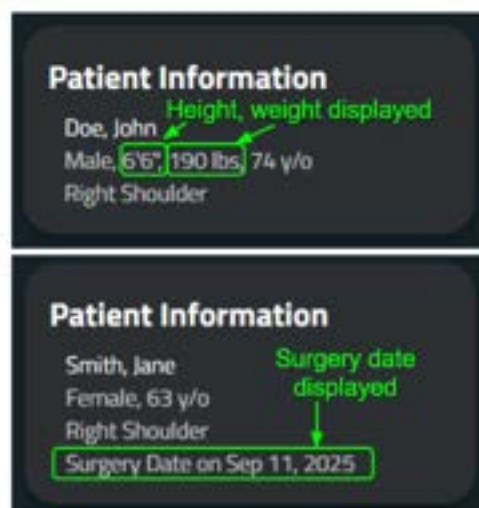 Patient Information
Height, weight displayed
Doe, John
Male, 6'6", 190 lbs, 74 y/o
Right Shoulder
Patient Information
Smith, Jane
Surgery date
displayed
Female, 63 y/o
Right Shoulder
Surgery Date on Sep 11, 2025